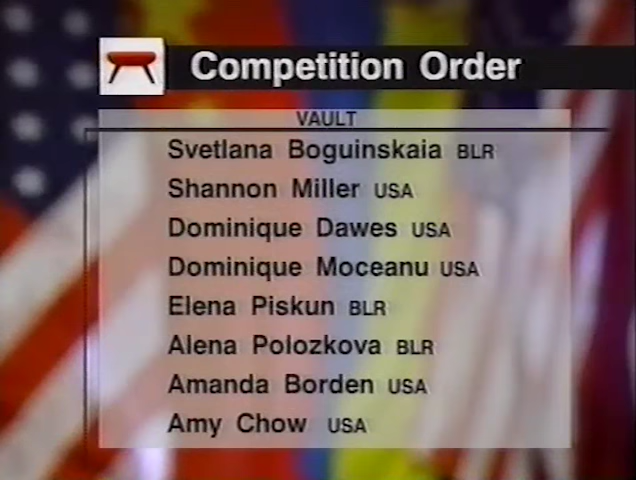 Competition Order
VAULT
Svetlana Boguinskaia BLR
Shannon Miller USA
Dominique Dawes USA
Dominique Moceanu USA
Elena Piskun BLR
Alena Polozkova BLR
Amanda Borden USA
Amy Chow USA